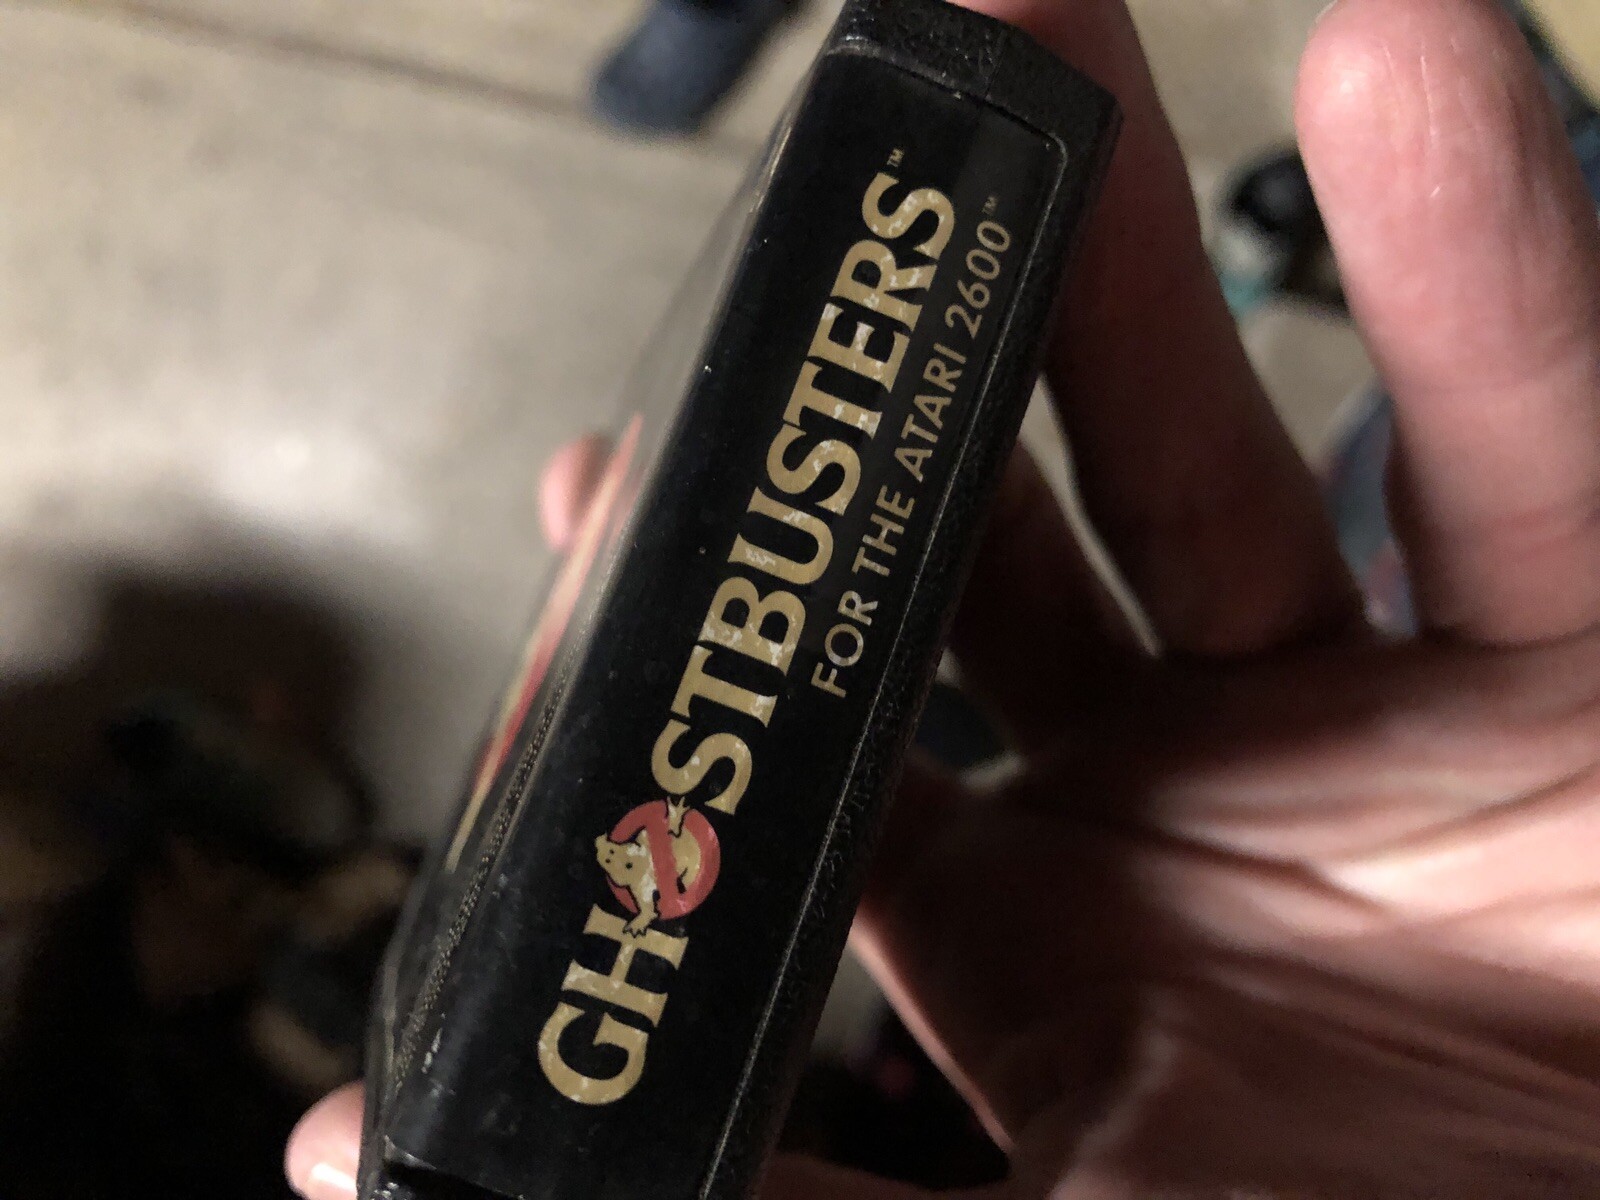 GHOSTBUSTERS™
FOR THE ATARI 2600™